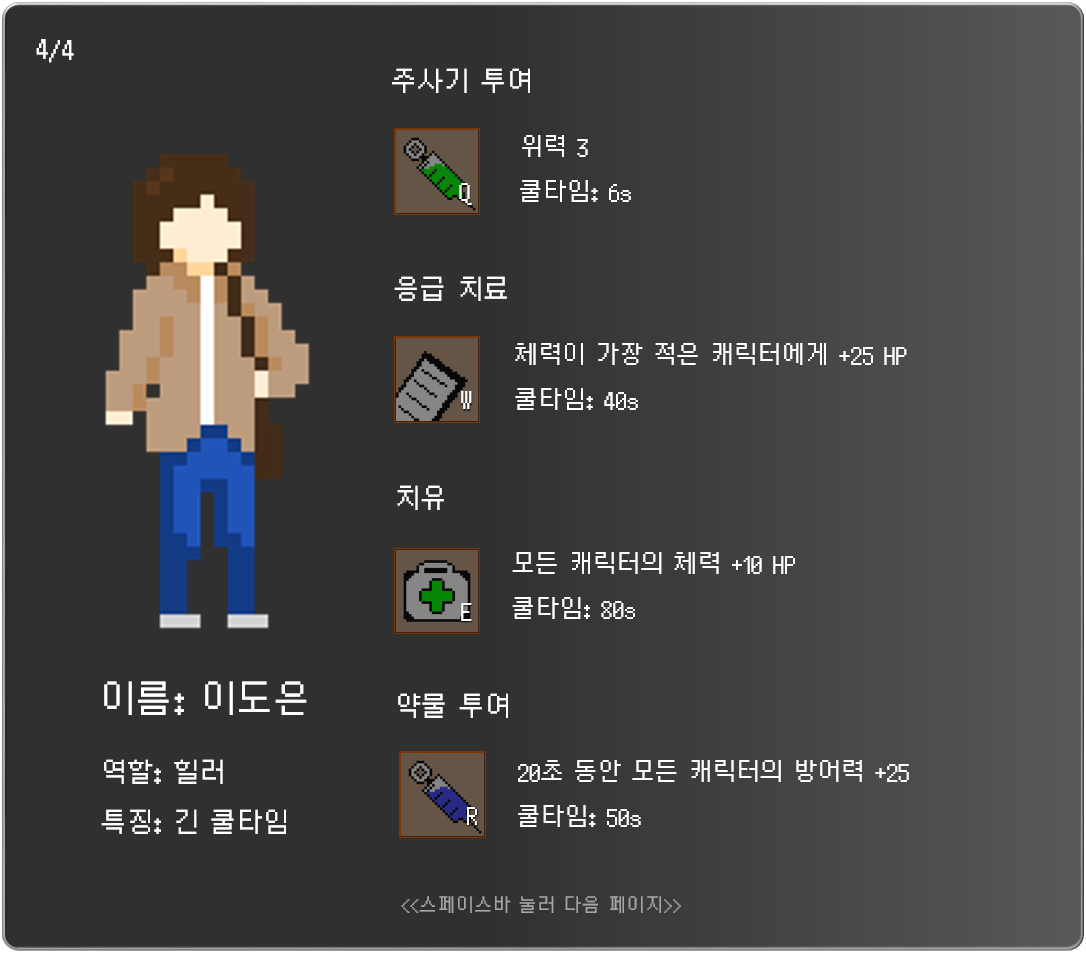 4/4
주사기 투여
Q
위력 3
쿨타임: 6s
응급 치료
W
체력이 가장 적은 캐릭터에게 +25 HP
쿨타임: 40s
치유
E
모든 캐릭터의 체력 +10 HP
쿨타임: 80s
이름: 이도은
역할: 힐러
특징: 긴 쿨타임
약물 투여
R
20초 동안 모든 캐릭터의 방어력 +25
쿨타임: 50s
<<스페이스바 눌러 다음 페이지>>